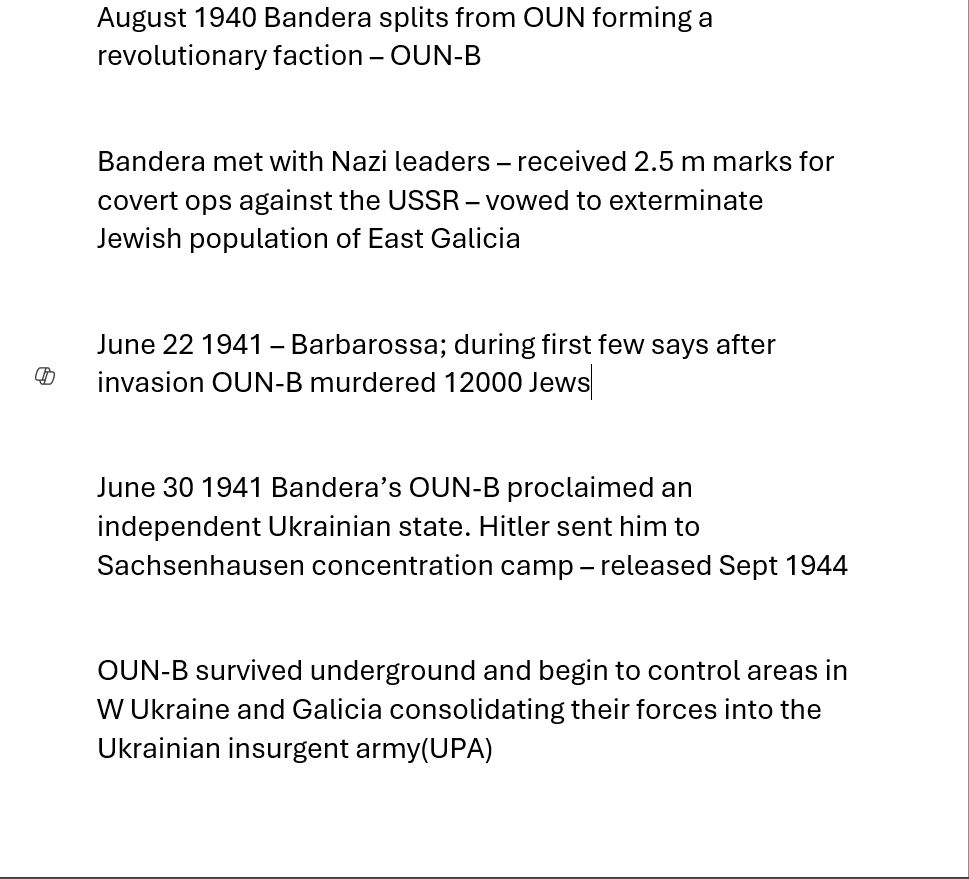 August 1940 Bandera splits from OUN forming a
revolutionary faction – OUN-B
Bandera met with Nazi leaders – received 2.5 m marks for
covert ops against the USSR – vowed to exterminate
Jewish population of East Galicia
June 22 1941 – Barbarossa; during first few says after
invasion OUN-B murdered 12000 Jews
June 30 1941 Bandera’s OUN-B proclaimed an
independent Ukrainian state. Hitler sent him to
Sachsenhausen concentration camp – released Sept 1944
OUN-B survived underground and begin to control areas in
W Ukraine and Galicia consolidating their forces into the
Ukrainian insurgent army(UPA)